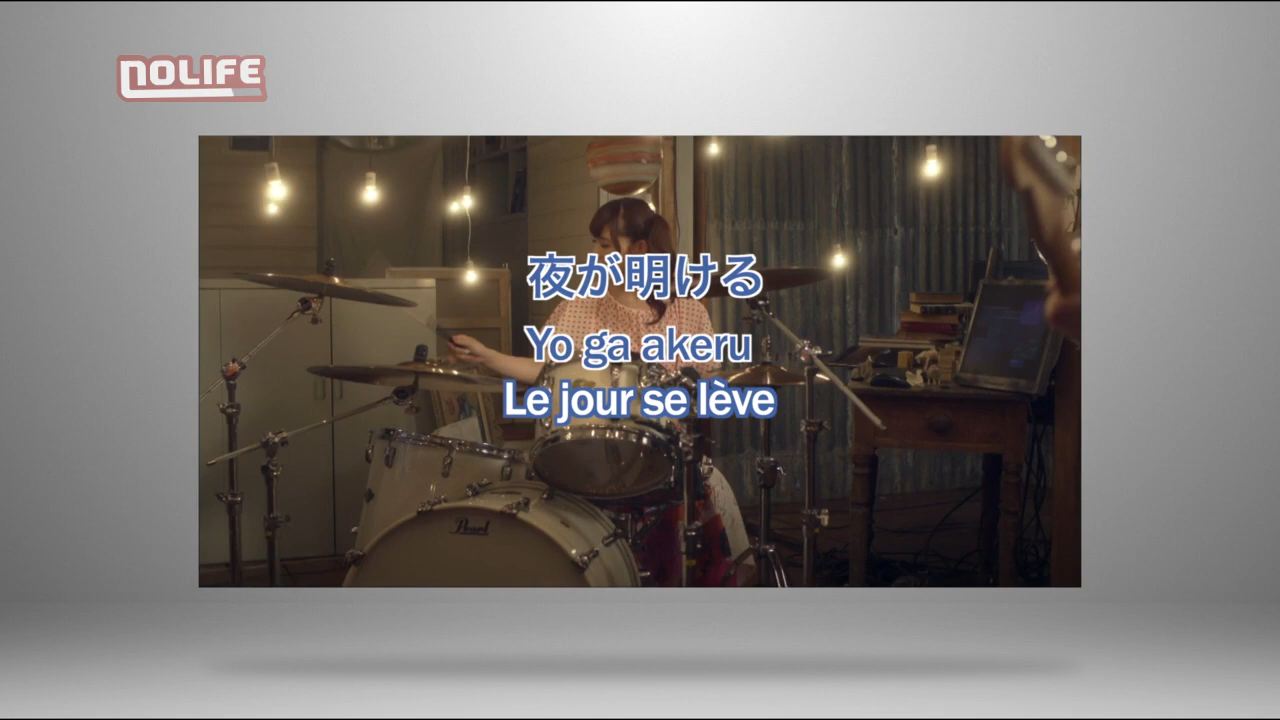 NOLIFE
夜が明ける
Yo ga akeru
Le jour se lève
Pearl